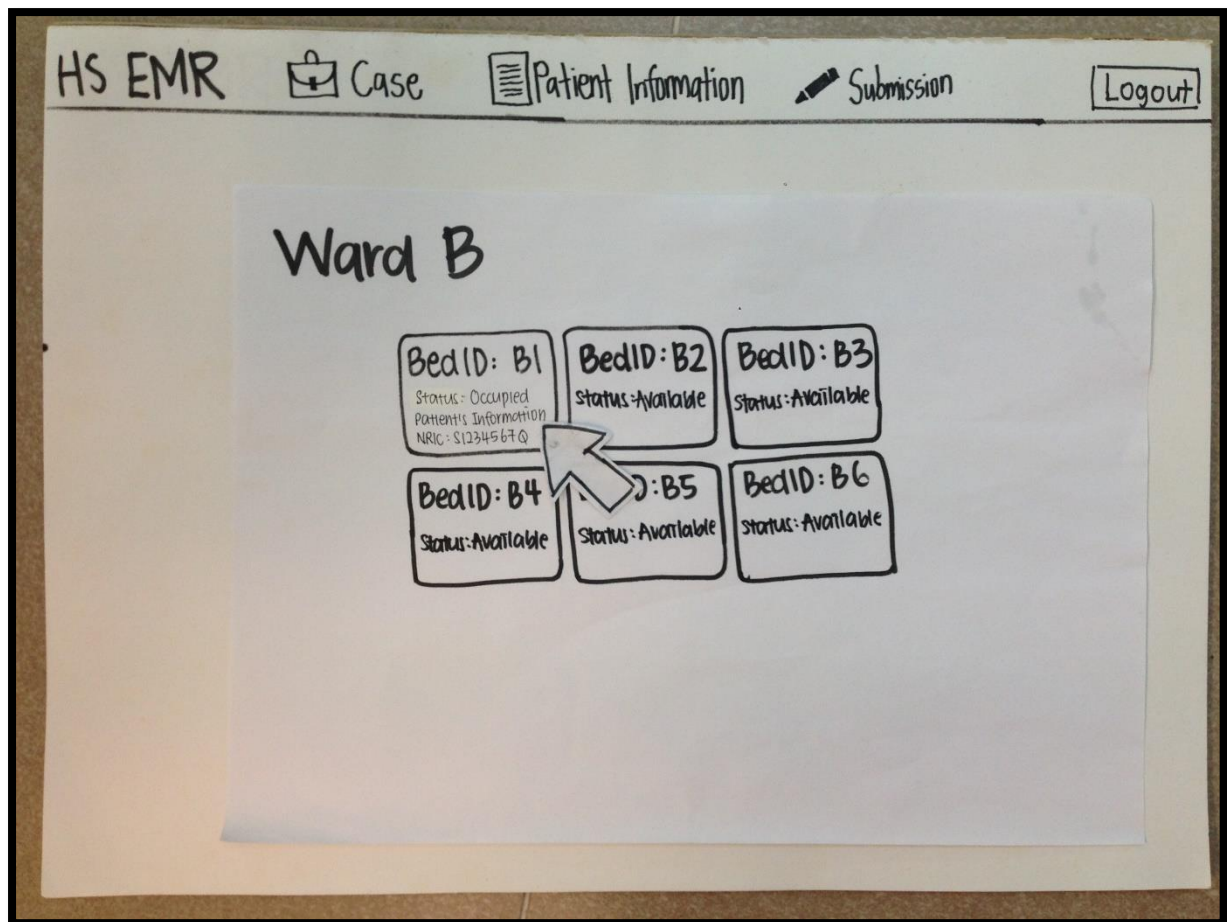 HS EMR Case Patient Information Submission Logout
Ward B
BedID: B1 BedID: B2 BedID: B3
Status: Occupied Status: Available Status: Available
Patient's Information
NRIC: S1234567Q
BedID: B4 D: B5 BedID: B6
Status: Available Status: Available Status: Available